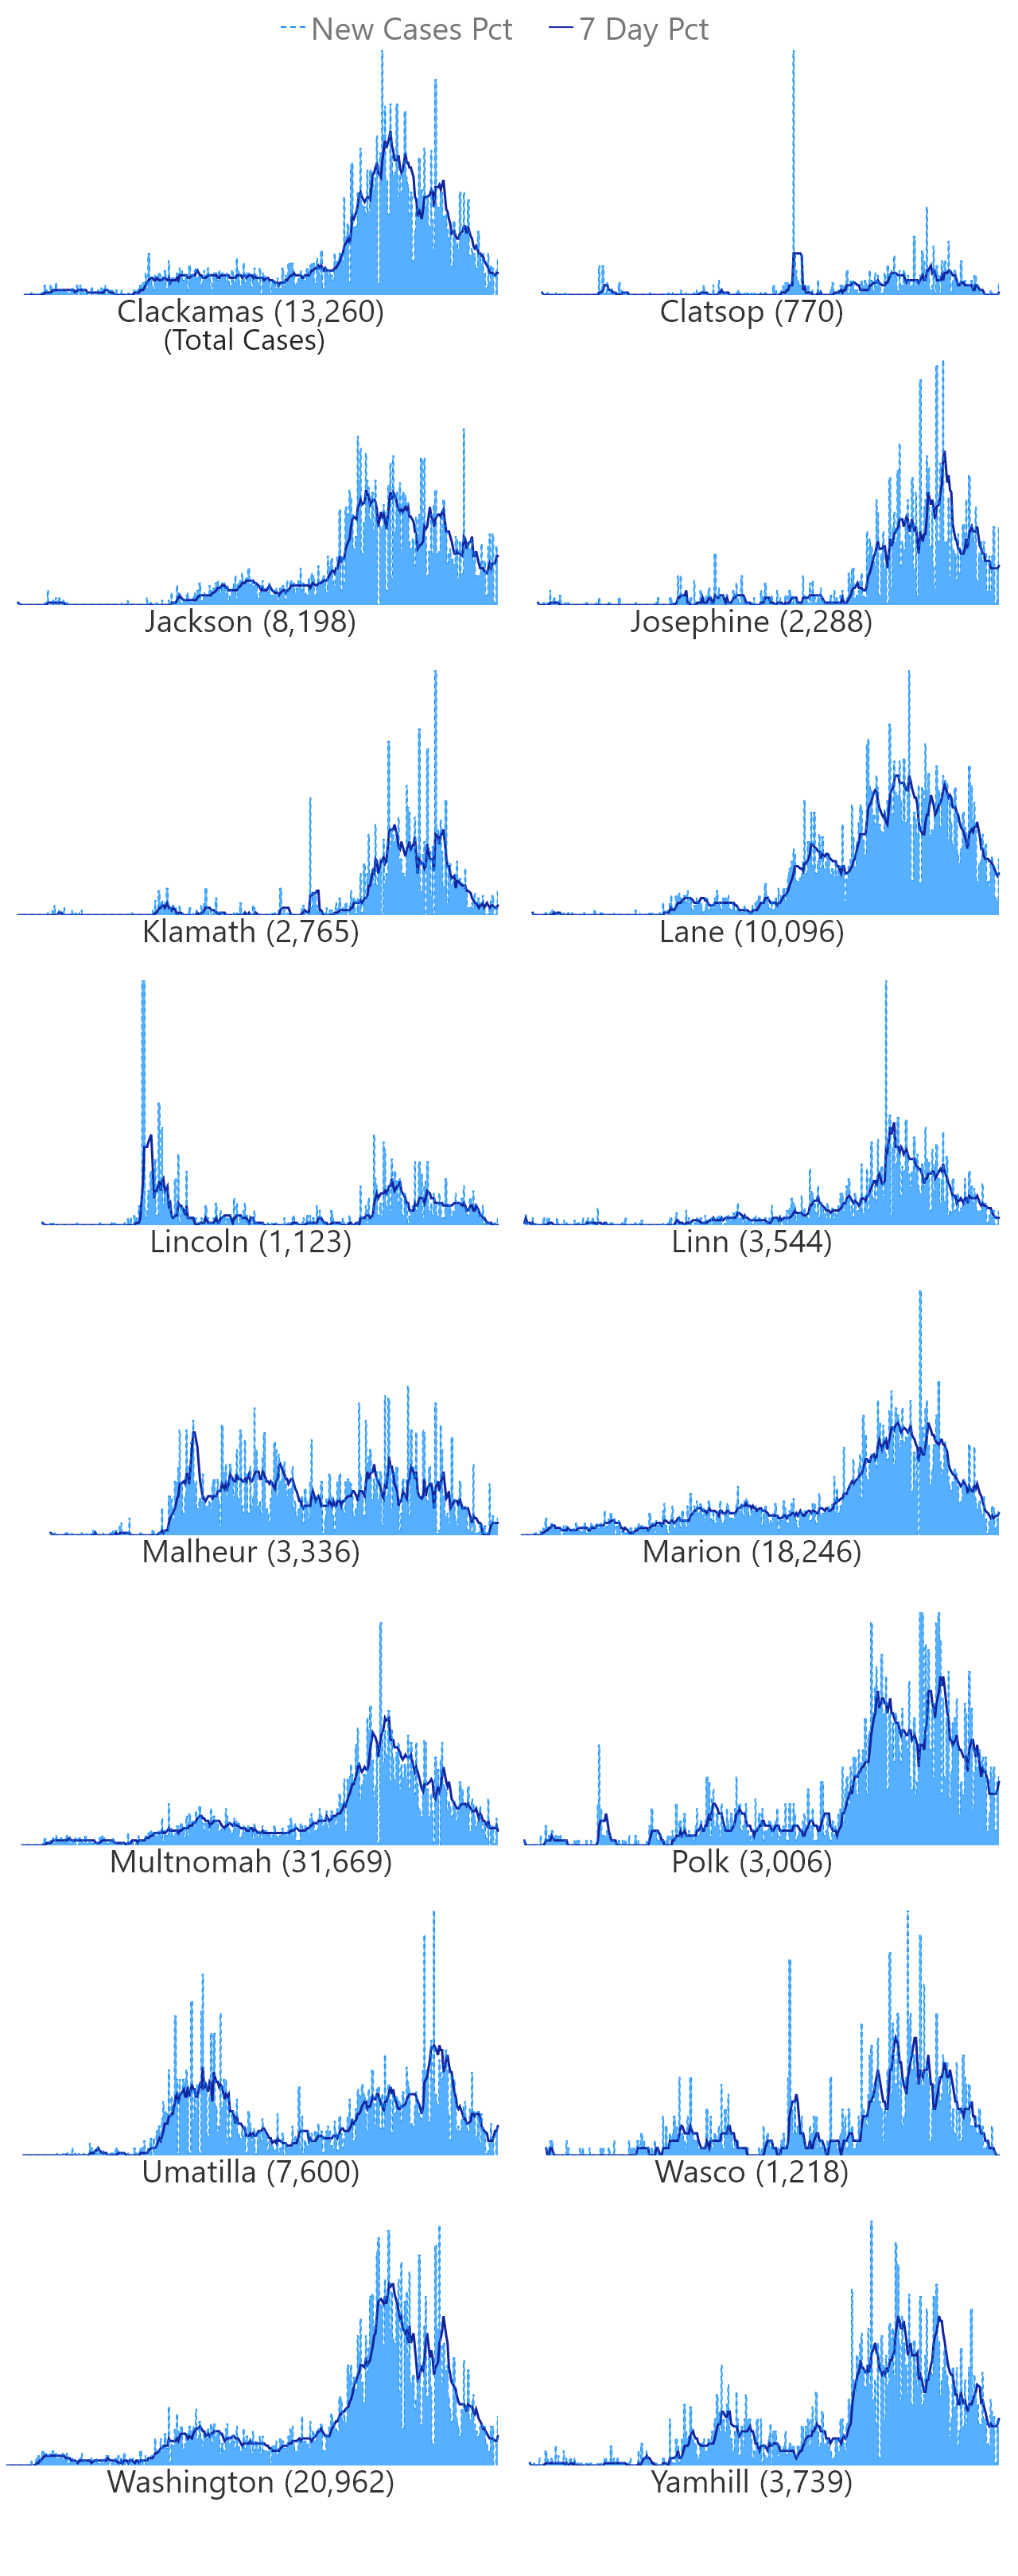 New Cases Pct 7 Day Pct
Clackamas (13,260) Clatsop (770)
(Total Cases)
Jackson (8,198) Josephine (2,288)
Klamath (2,765) Lane (10,096)
Lincoln (1,123) Linn (3,544)
Malheur (3,336) Marion (18,246)
Multnomah (31,669) Polk (3,006)
Umatilla (7,600) Wasco (1,218)
Washington (20,962) Yamhill (3,739)